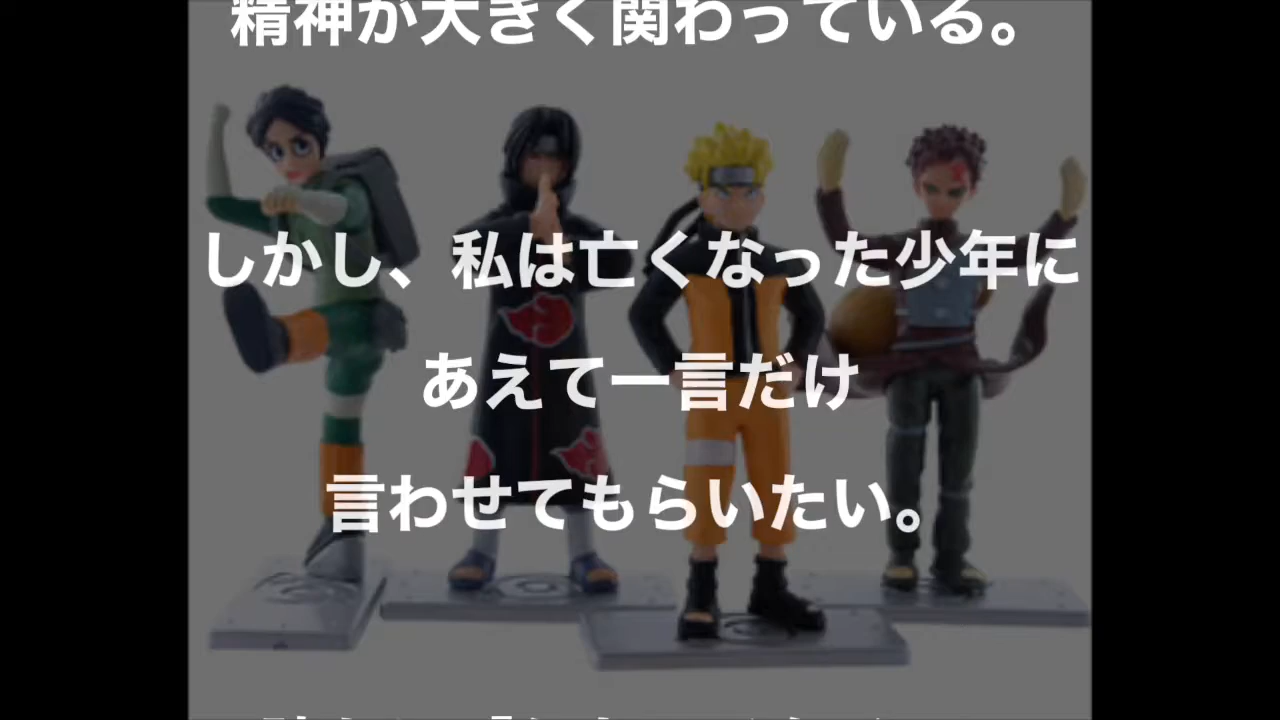 精神が大きく関わっている。
しかし、私は亡くなった少年に
あえて一言だけ
言わせてもらいたい。